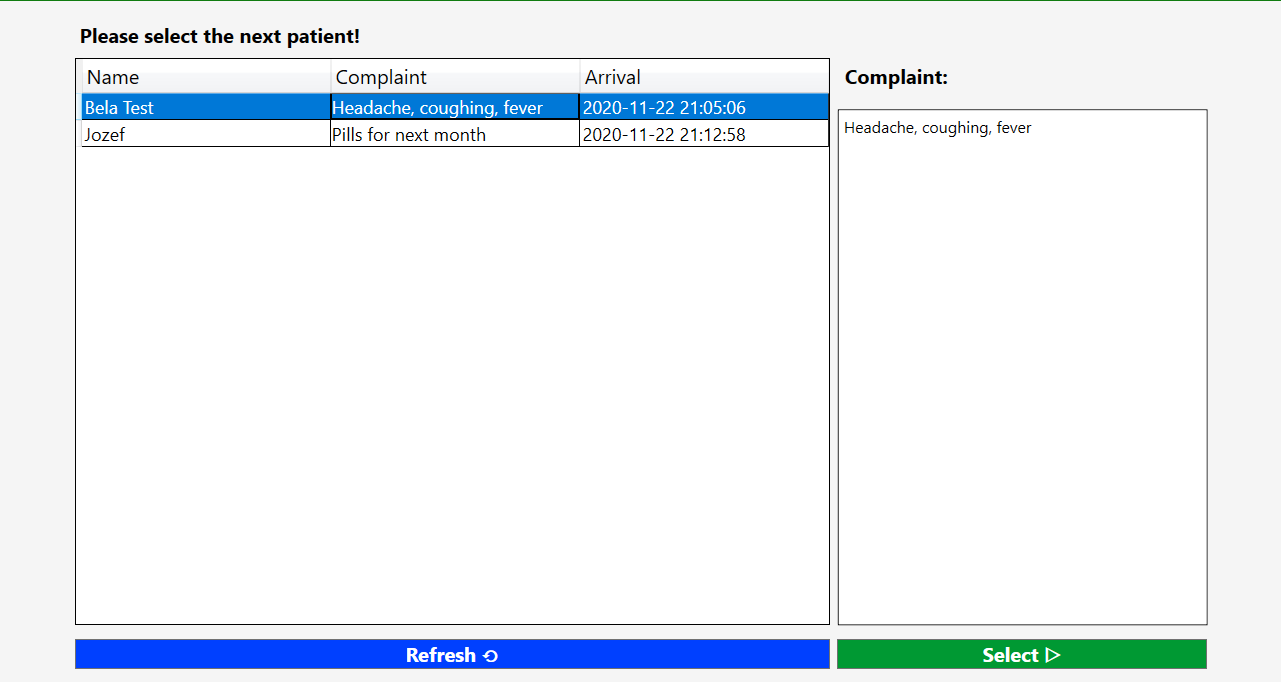 Please select the next patient!
Name Complaint Arrival
Bela Test Headache, coughing, fever 2020-11-22 21:05:06
Jozef Pills for next month 2020-11-22 21:12:58
Complaint:
Headache, coughing, fever
Refresh ⟲
Select ▷